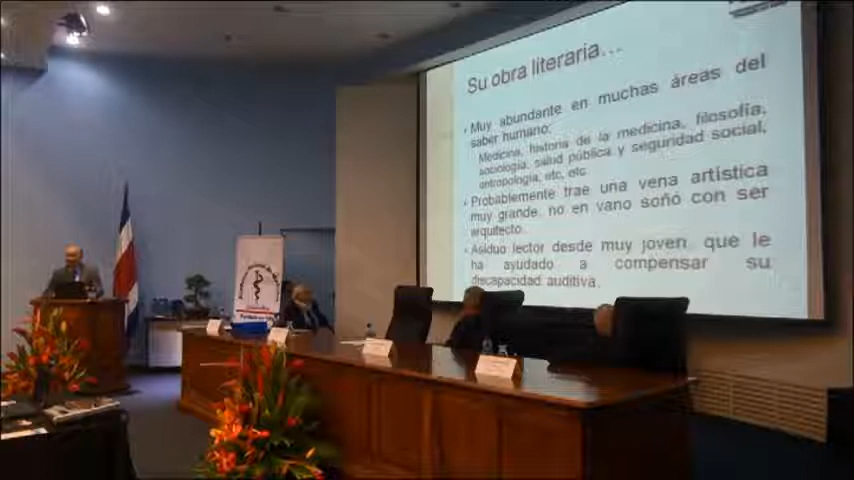 Su obra literaria...
• Muy abundante en muchas áreas del
saber humano:
Medicina, historia de la medicina, filosofía,
sociología, salud pública y seguridad social,
antropología, etc, etc.
• Probablemente trae una vena artística
muy grande, no en vano soñó con ser
arquitecto.
• Asiduo lector desde muy joven, que le
ha ayudado a compensar su
discapacidad auditiva.